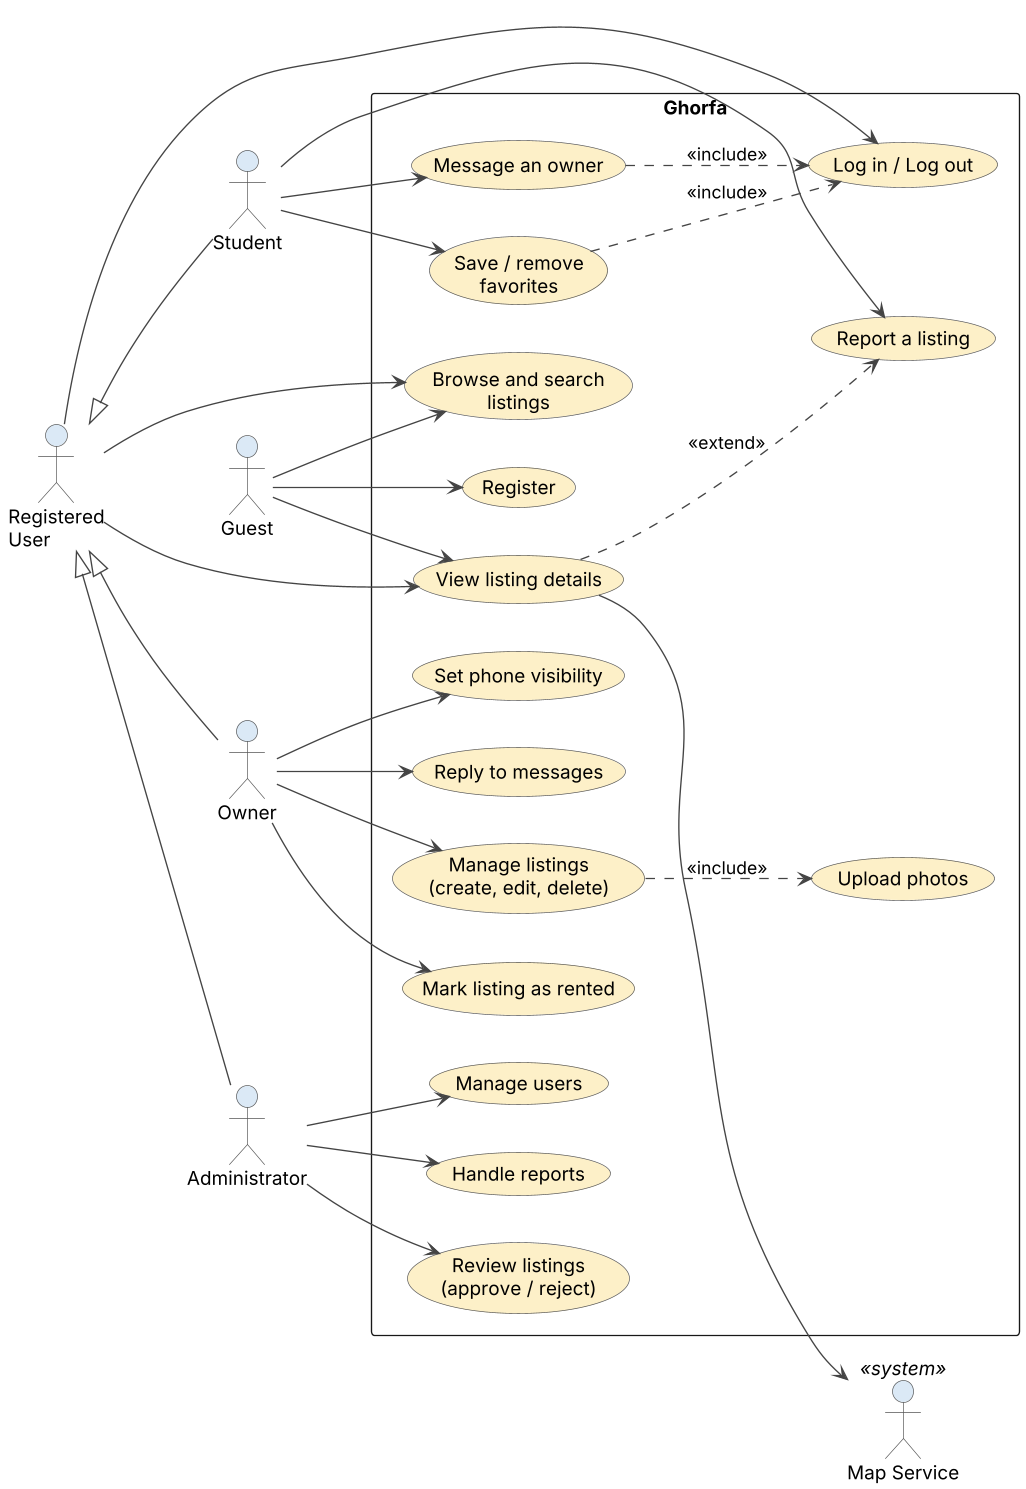 Ghorfa
Message an owner
«include»
Log in / Log out
«include»
Student
Save / remove
favorites
Report a listing
Browse and search
listings
«extend»
Registered
User
Guest
Register
View listing details
Set phone visibility
Owner
Reply to messages
Manage listings
(create, edit, delete)
«include»
Upload photos
Mark listing as rented
Manage users
Administrator
Handle reports
Review listings
(approve / reject)
«system»
Map Service